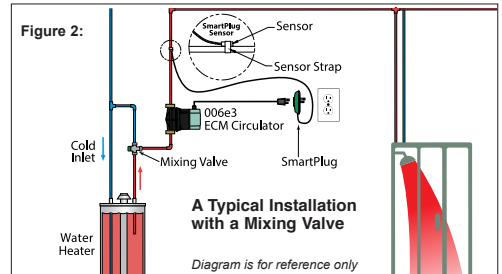 Figure 2:
SmartPlug
Sensor
Sensor
Sensor Strap
006e3
ECM Circulator
Cold
Inlet
Mixing Valve
SmartPlug
A Typical Installation
with a Mixing Valve
Water
Heater
Diagram is for reference only